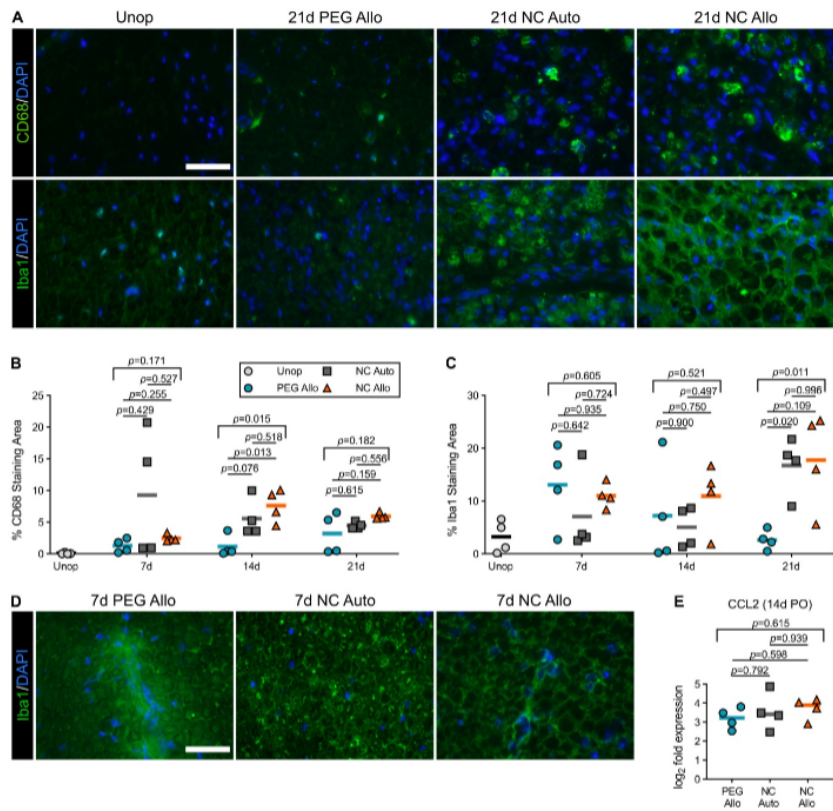 A
Unop
21d PEG Allo
21d NC Auto
21d NC Allo
CD68/DAPI
Iba1/DAPI
B
p=0.171
p=0.527
p=0.255
p=0.429
Unop
NC Auto
PEG Allo
NC Allo
p=0.015
p=0.518
p=0.013
p=0.076
p=0.182
p=0.556
p=0.159
p=0.615
% CD68 Staining Area
25
20
15
10
5
0
Unop
7d
14d
21d
C
p=0.605
p=0.724
p=0.935
p=0.642
p=0.521
p=0.497
p=0.750
p=0.900
p=0.011
p=0.996
p=0.109
p=0.020
% Iba1 Staining Area
30
20
10
0
Unop
7d
14d
21d
D
7d PEG Allo
7d NC Auto
7d NC Allo
Iba1/DAPI
E
CCL2 (14d PO)
p=0.615
p=0.939
p=0.598
p=0.792
log2 fold expression
5
4
3
2
1
0
PEG Allo
NC Auto
NC Allo